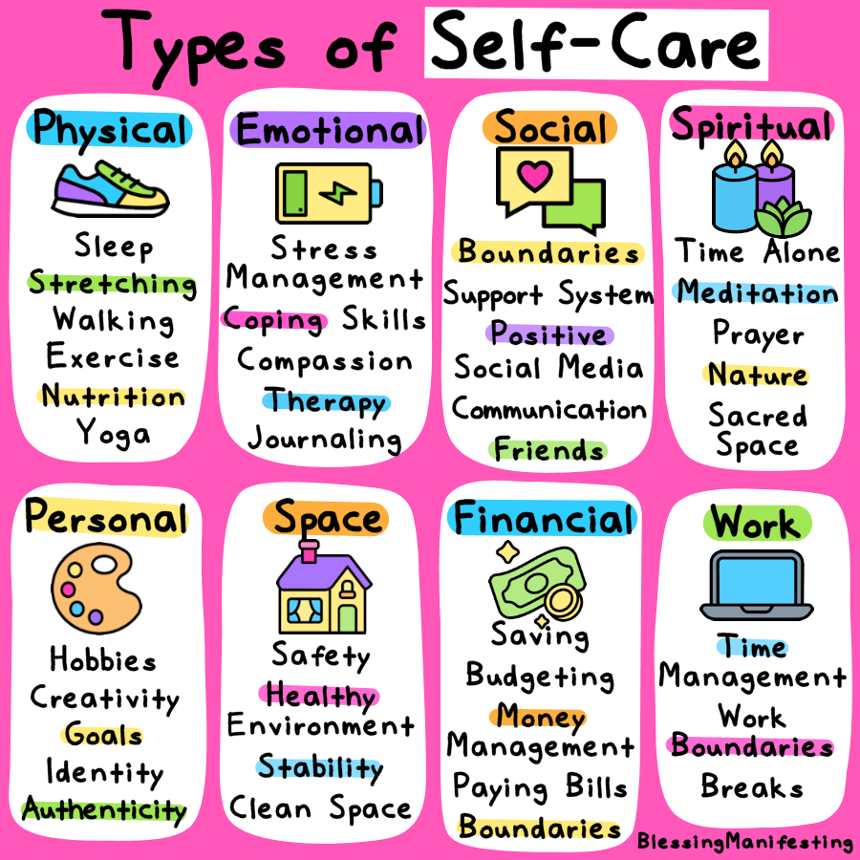 Types of Self-Care
Physical
Sleep
Stretching
Walking
Exercise
Nutrition
Yoga
Emotional
Stress
Management
Coping Skills
Compassion
Therapy
Journaling
Social
Boundaries
Support System
Positive
Social Media
Communication
Friends
Spiritual
Time Alone
Meditation
Prayer
Nature
Sacred
Space
Personal
Hobbies
Creativity
Goals
Identity
Authenticity
Space
Safety
Healthy
Environment
Stability
Clean Space
Financial
Saving
Budgeting
Money
Management
Paying Bills
Boundaries
Work
Time
Management
Work
Boundaries
Breaks
BlessingManifesting